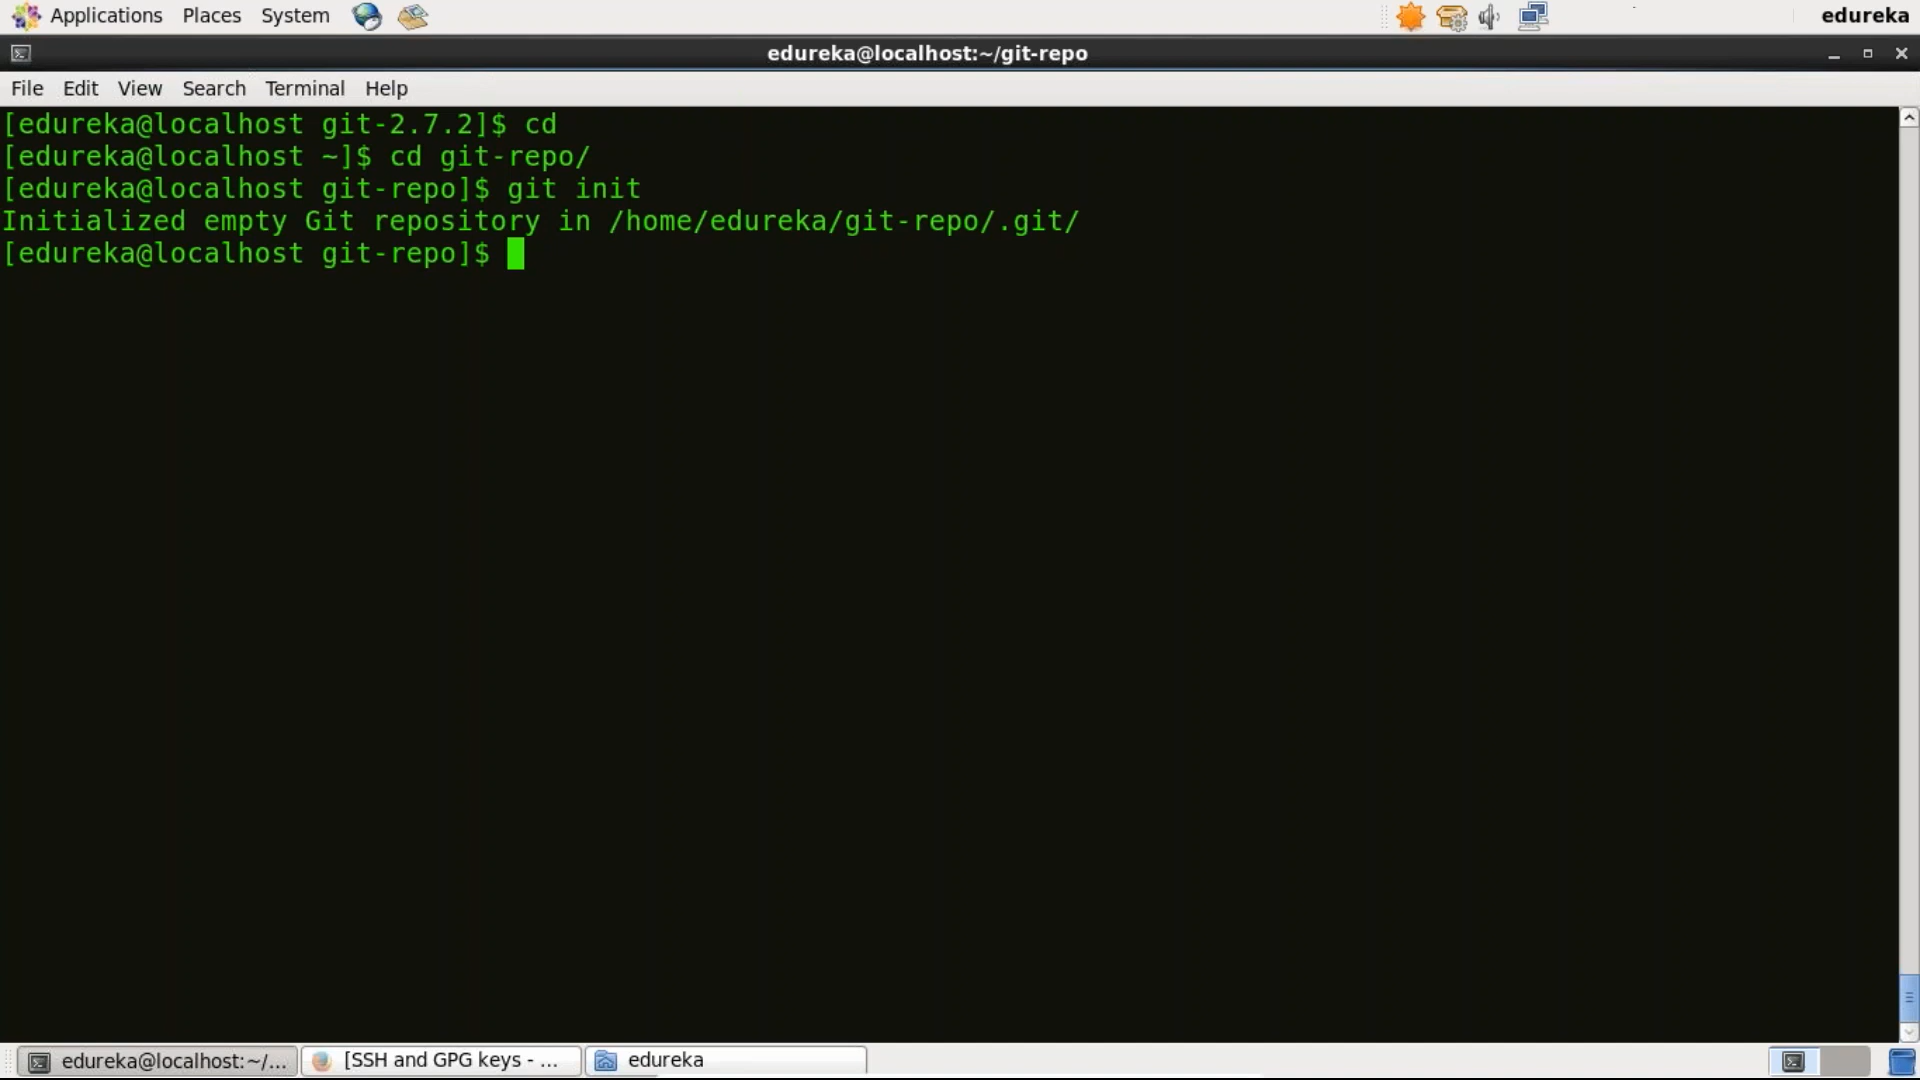 Applications Places System edureka
edureka@localhost:~/git-repo
File Edit View Search Terminal Help
[edureka@localhost git-2.7.2]$ cd
[edureka@localhost ~]$ cd git-repo/
[edureka@localhost git-repo]$ git init
Initialized empty Git repository in /home/edureka/git-repo/.git/
[edureka@localhost git-repo]$
edureka@localhost:~/... [SSH and GPG keys - ... edureka